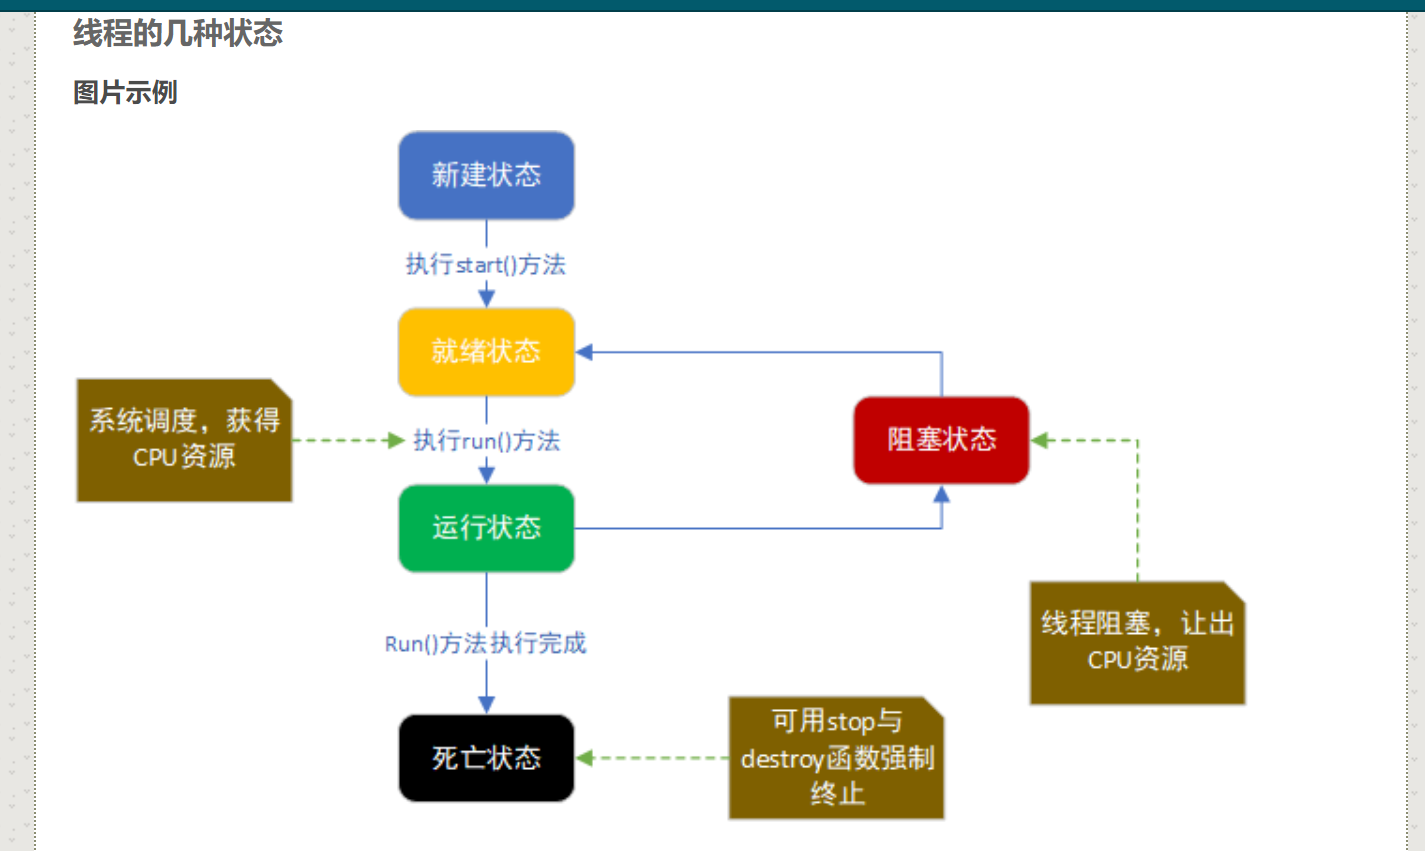 线程的几种状态
图片示例
新建状态
执行start()方法
就绪状态
系统调度，获得
CPU资源
执行run()方法
阻塞状态
运行状态
线程阻塞，让出
CPU资源
Run()方法执行完成
可用stop与
destroy函数强制
终止
死亡状态